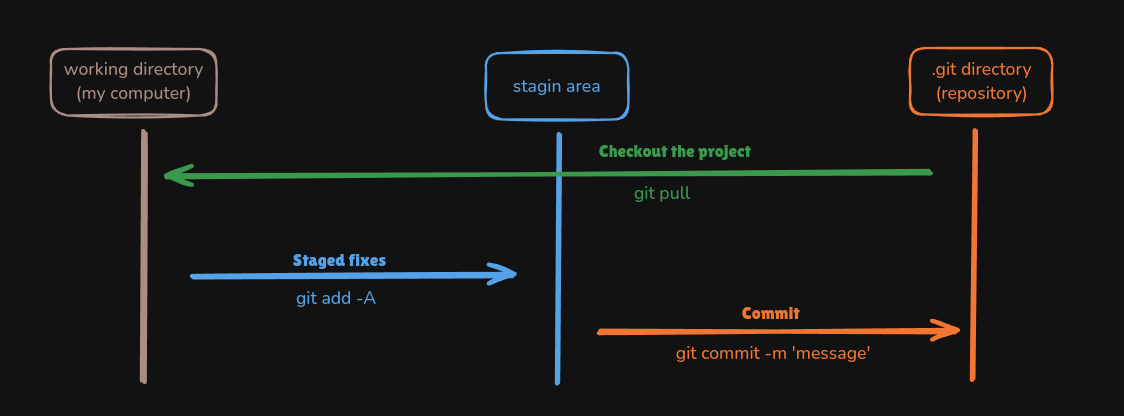 working directory
(my computer)
stagin area
.git directory
(repository)
Checkout the project
git pull
Staged fixes
git add -A
Commit
git commit -m 'message'